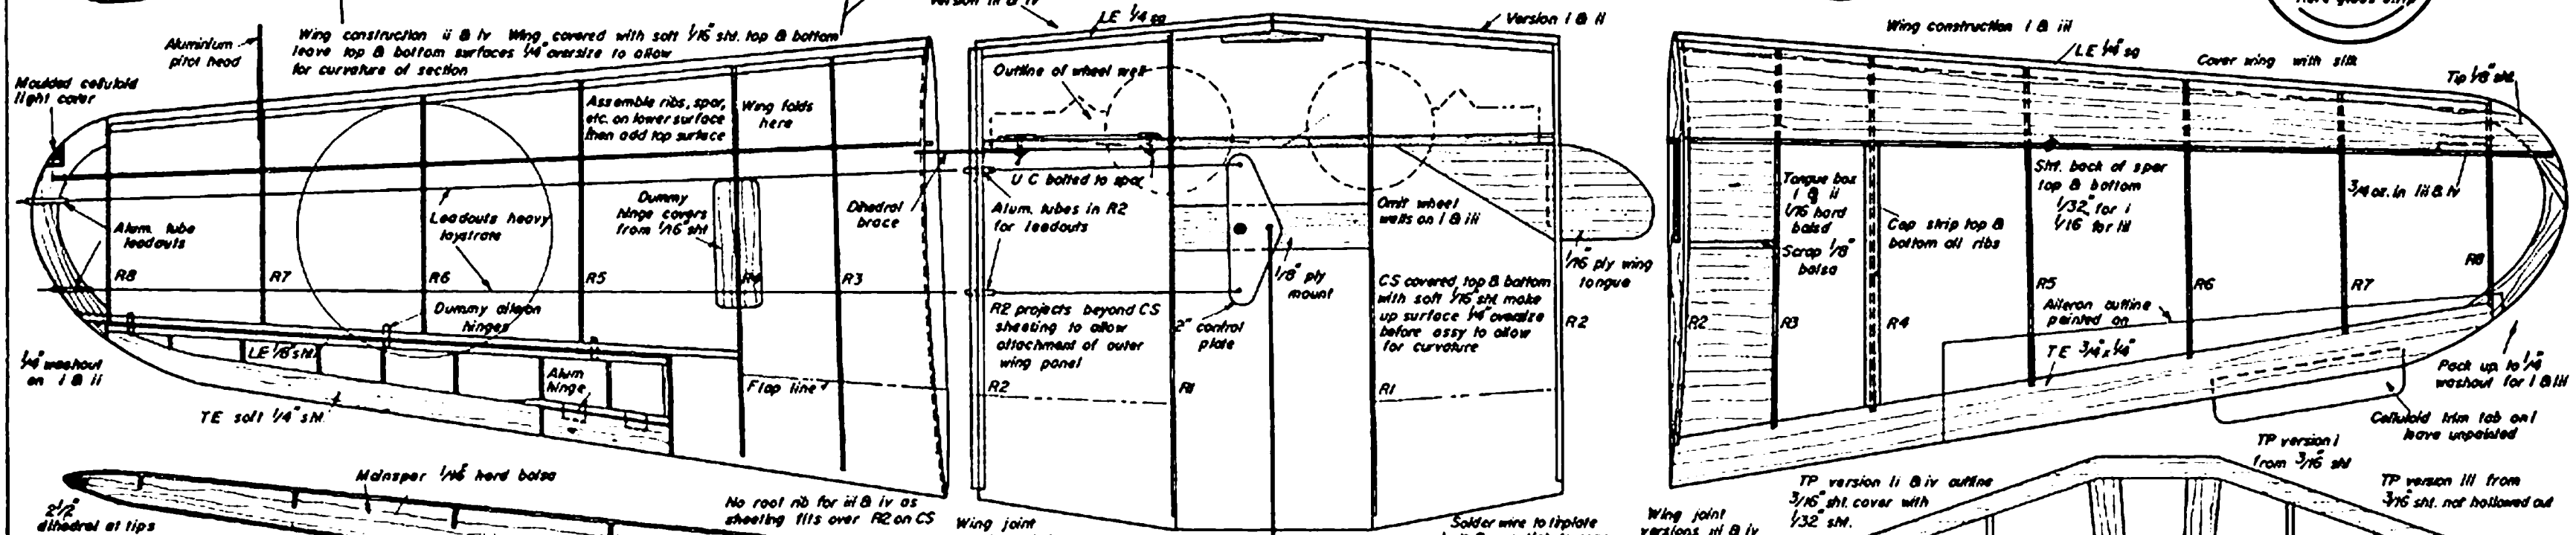 Version III & IV
LE 1/4 sq
Version I & II
Wing construction I & III
Aluminium
pitot head
Wing construction ii & iv Wing covered with soft 1/16 sht. top & bottom
leave top & bottom surfaces 1/4" oversize to allow
for curvature of section
Moulded celluloid
light cover
Assemble ribs, spar,
etc. on lower surface
then add top surface
Wing folds
here
Outline of wheel well
LE 1/4 sq
Cover wing with silk
Tip 1/8" sht.
U C bolted to spar
Alum. tube
leadouts
Leadouts heavy
laystrate
Dummy
hinge covers
from 1/16" sht
Dihedral
brace
Alum. tubes in R2
for leadouts
Omit wheel
wells on I & III
Tongue box
I & II
1/16 hard
balsa
Scrap 1/8"
balsa
Cap strip top &
bottom all ribs
Sht. back of spar
top & bottom
1/32" for I
1/16 for III
3/4 oz. in III & IV
R8
R7
R6
R5
R4
R3
Dummy aileron
hinges
1/8" ply
mount
2" control
plate
1/16" ply wing
tongue
R2 projects beyond CS
sheeting to allow
attachment of outer
wing panel
CS covered top & bottom
with soft 1/16" sht. make
up surface 1/4" oversize
before assy to allow
for curvature
R2
R2
R3
R4
R5
R6
R7
R8
Aileron outline
painted on
TE 3/4 x 1/4"
1/4" washout
on I & II
LE 1/8" sht.
Alum
hinge
Flap line
R2
R1
R1
Pack up to 1/4"
washout for I & III
TE soft 1/4" sht.
Celluloid trim tab on I
leave unpainted
TP version I
from 3/16" sht
Mainspar 1/16" hard balsa
2 1/2"
dihedral at tips
No root rib for iii & iv as
sheeting fits over R2 on CS
Wing joint
Solder wire to tinplate
Wing joint
versions III & IV
TP version II & IV outline
3/16" sht. cover with
1/32" sht.
TP version III from
3/16" sht. not hollowed out